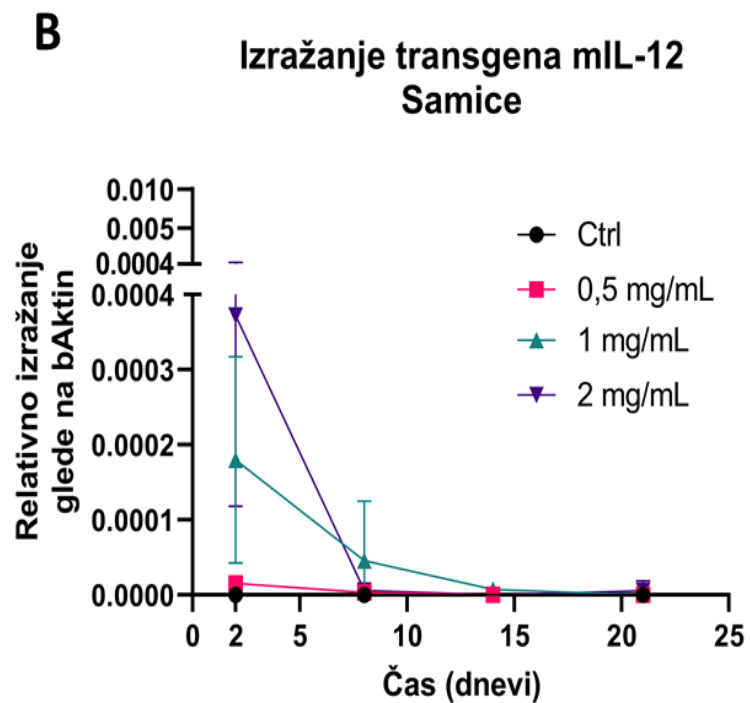 B
Izražanje transgena mIL-12
Samice
Relativno izražanje
glede na bAktin
0.010
0.005
0.0004
0.0004
0.0003
0.0002
0.0001
0.0000
0 2 5 10 15 20 25
Čas (dnevi)
Ctrl
0,5 mg/mL
1 mg/mL
2 mg/mL